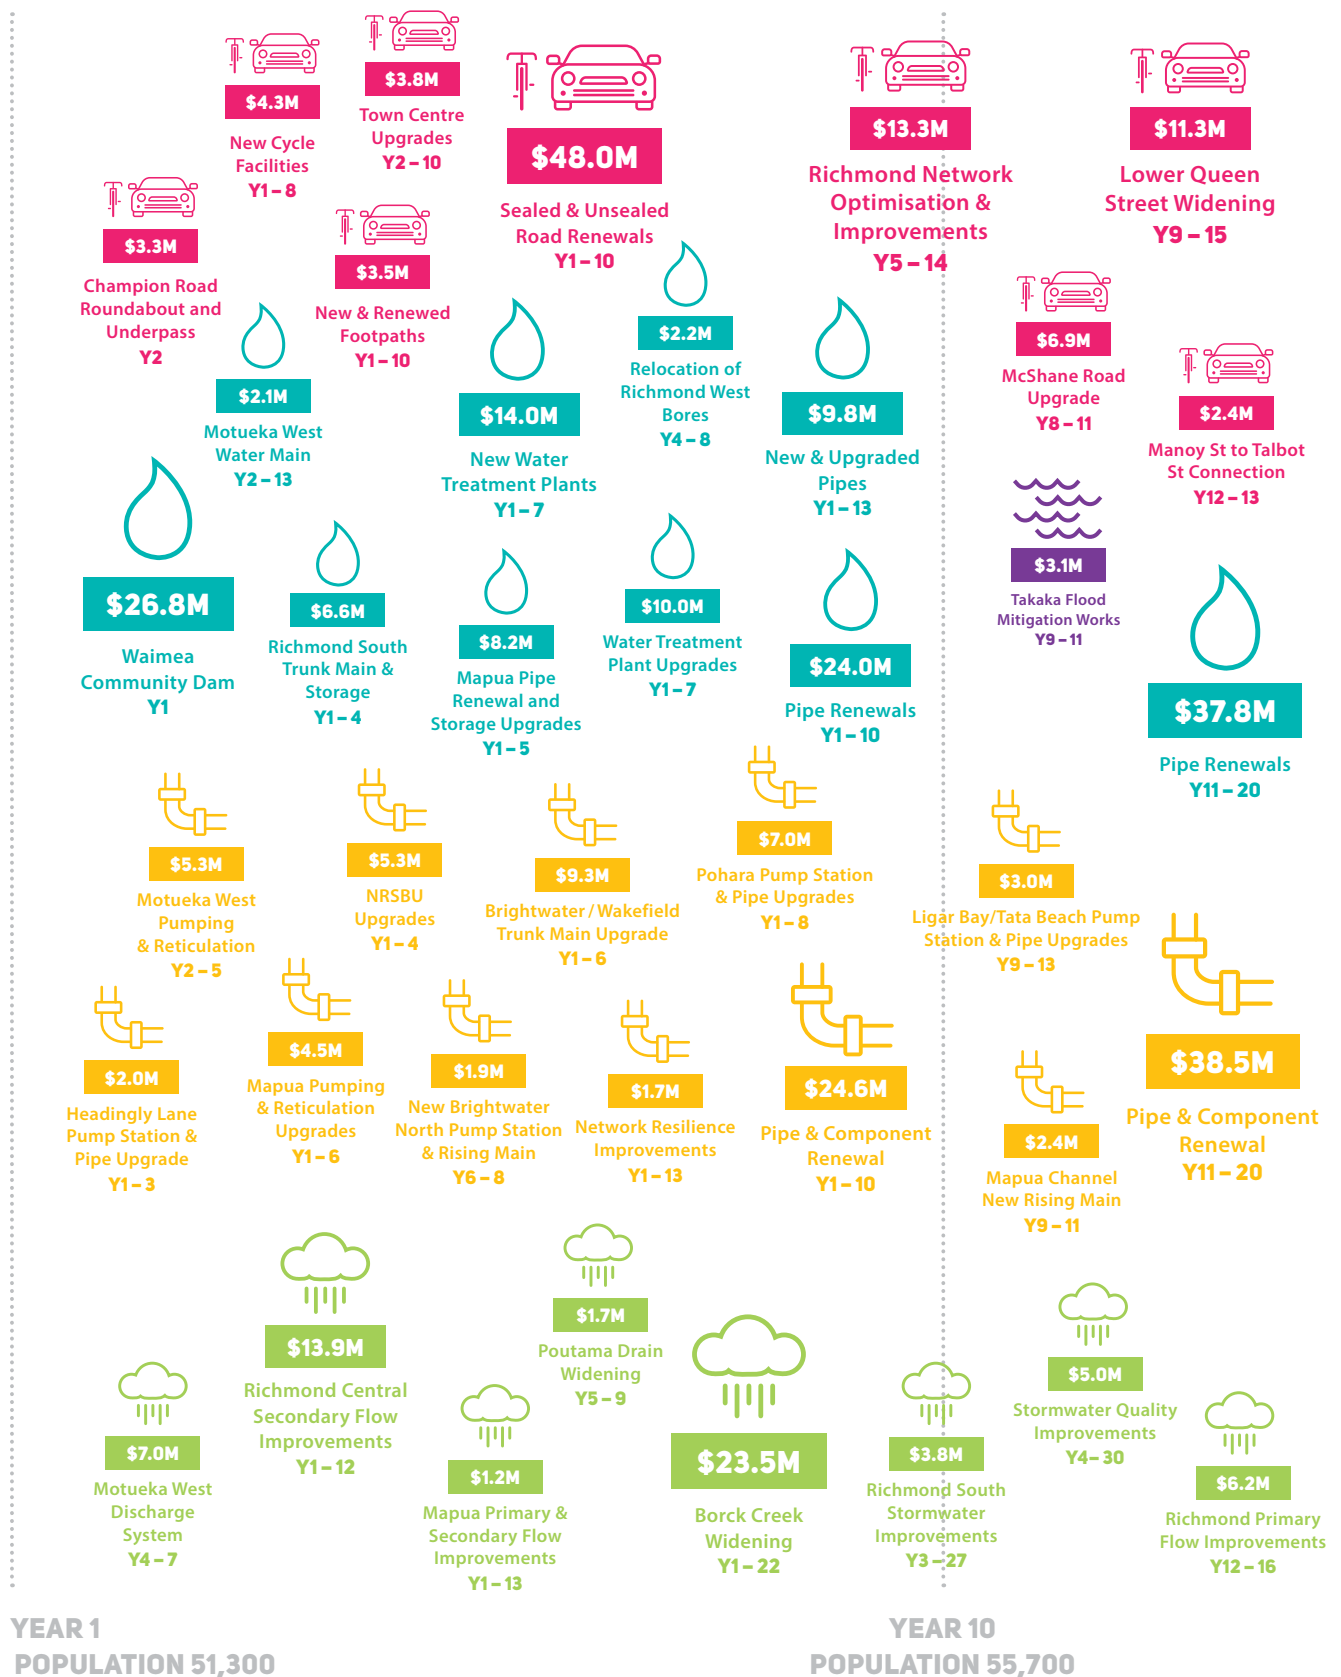 $4.3M
New Cycle
Facilities
Y1 – 8
$3.8M
Town Centre
Upgrades
Y2 – 10
$48.0M
Sealed & Unsealed
Road Renewals
Y1 – 10
$13.3M
Richmond Network
Optimisation &
Improvements
Y5 – 14
$11.3M
Lower Queen
Street Widening
Y9 – 15
$3.3M
Champion Road
Roundabout and
Underpass
Y2
$3.5M
New & Renewed
Footpaths
Y1 – 10
$6.9M
McShane Road
Upgrade
Y8 – 11
$2.4M
Manoy St to Talbot
St Connection
Y12 – 13
$2.1M
Motueka West
Water Main
Y2 – 13
$14.0M
New Water
Treatment Plants
Y1 – 7
$2.2M
Relocation of
Richmond West
Bores
Y4 – 8
$9.8M
New & Upgraded
Pipes
Y1 – 13
$3.1M
Takaka Flood
Mitigation Works
Y9 – 11
$26.8M
Waimea
Community Dam
Y1
$6.6M
Richmond South
Trunk Main &
Storage
Y1 – 4
$8.2M
Mapua Pipe
Renewal and
Storage Upgrades
Y1 – 5
$10.0M
Water Treatment
Plant Upgrades
Y1 – 7
$24.0M
Pipe Renewals
Y1 – 10
$37.8M
Pipe Renewals
Y11 – 20
$5.3M
Motueka West
Pumping
& Reticulation
Y2 – 5
$5.3M
NRSBU
Upgrades
Y1 – 4
$9.3M
Brightwater / Wakefield
Trunk Main Upgrade
Y1 – 6
$7.0M
Pohara Pump Station
& Pipe Upgrades
Y1 – 8
$3.0M
Ligar Bay/Tata Beach Pump
Station & Pipe Upgrades
Y9 – 13
$2.0M
Headingly Lane
Pump Station &
Pipe Upgrade
Y1 – 3
$4.5M
Mapua Pumping
& Reticulation
Upgrades
Y1 – 6
$1.9M
New Brightwater
North Pump Station
& Rising Main
Y6 – 8
$1.7M
Network Resilience
Improvements
Y1 – 13
$24.6M
Pipe & Component
Renewal
Y1 – 10
$2.4M
Mapua Channel
New Rising Main
Y9 – 11
$38.5M
Pipe & Component
Renewal
Y11 – 20
$7.0M
Motueka West
Discharge
System
Y4 – 7
$13.9M
Richmond Central
Secondary Flow
Improvements
Y1 – 12
$1.2M
Mapua Primary &
Secondary Flow
Improvements
Y1 – 13
$1.7M
Poutama Drain
Widening
Y5 – 9
$23.5M
Borck Creek
Widening
Y1 – 22
$3.8M
Richmond South
Stormwater
Improvements
Y3 – 27
$5.0M
Stormwater Quality
Improvements
Y4– 30
$6.2M
Richmond Primary
Flow Improvements
Y12 – 16
YEAR 1
POPULATION 51,300
YEAR 10
POPULATION 55,700